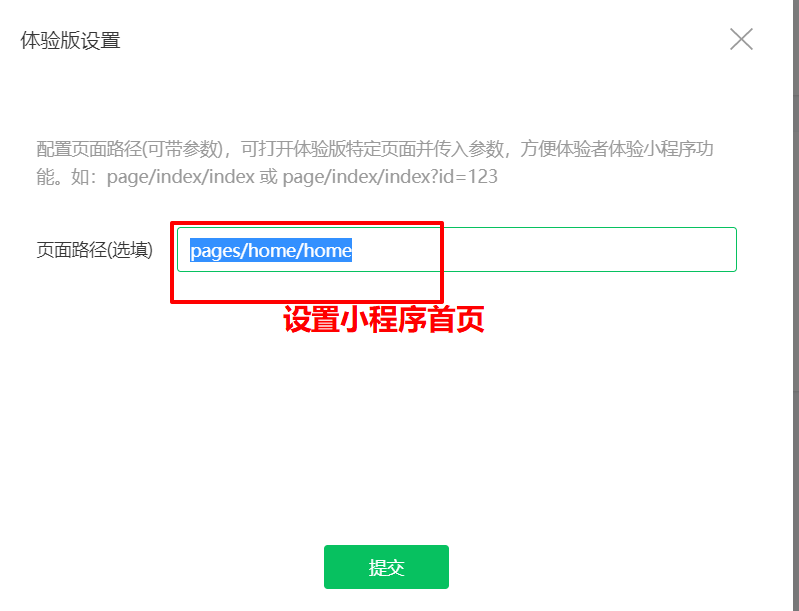 体验版设置
配置页面路径(可带参数)，可打开体验版特定页面并传入参数，方便体验者体验小程序功
能。如：page/index/index 或 page/index/index?id=123
页面路径(选填) pages/home/home
设置小程序首页
提交